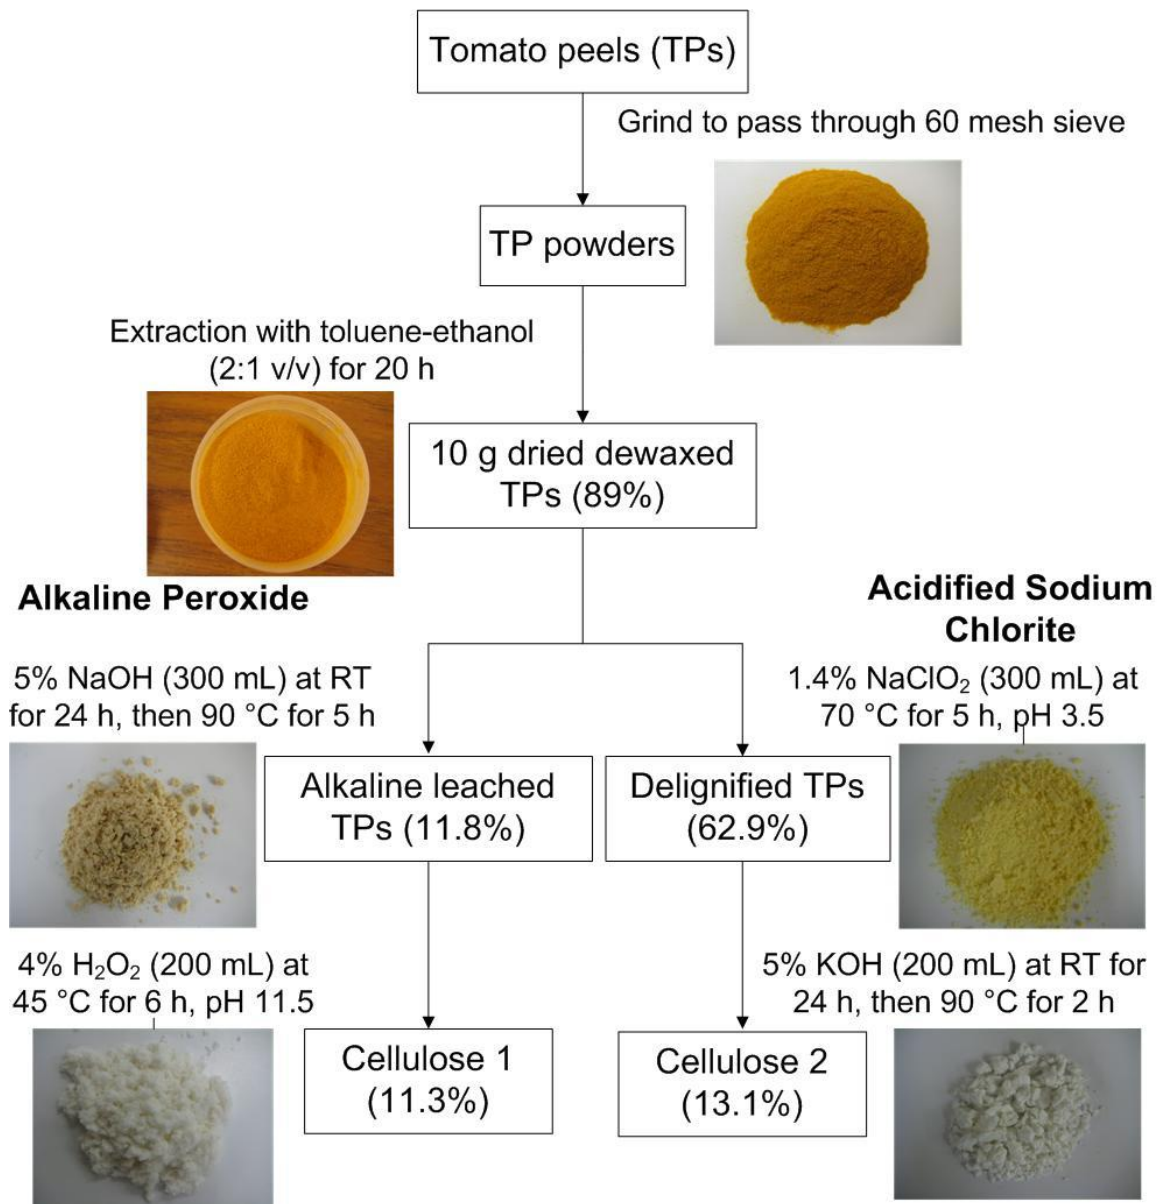 Tomato peels (TPs)
Grind to pass through 60 mesh sieve
TP powders
Extraction with toluene-ethanol
(2:1 v/v) for 20 h
10 g dried dewaxed
TPs (89%)
Alkaline Peroxide
Acidified Sodium
Chlorite
5% NaOH (300 mL) at RT
for 24 h, then 90 °C for 5 h
1.4% NaClO₂ (300 mL) at
70 °C for 5 h, pH 3.5
Alkaline leached
TPs (11.8%)
Delignified TPs
(62.9%)
4% H₂O₂ (200 mL) at
45 °C for 6 h, pH 11.5
5% KOH (200 mL) at RT for
24 h, then 90 °C for 2 h
Cellulose 1
(11.3%)
Cellulose 2
(13.1%)